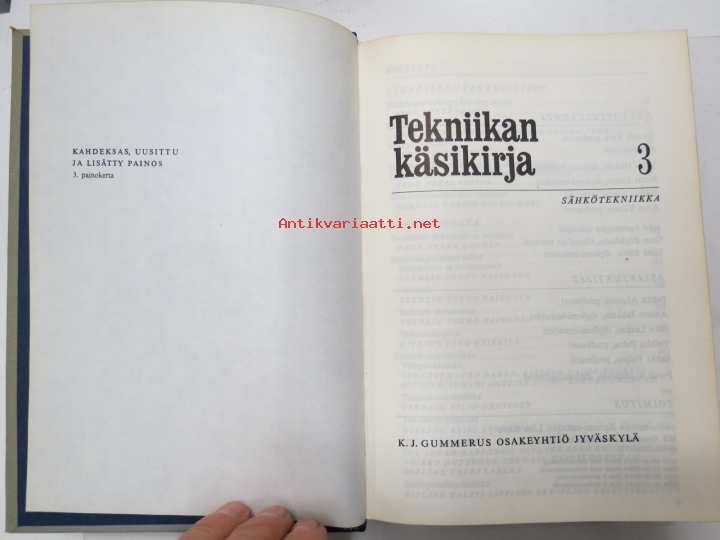 KAHDEKSAS, UUSITTU
JA LISÄTTY PAINOS
3. painokerta
Tekniikan
käsikirja 3
SÄHKÖTEKNIIKKA
Antikvariaatti.net
K. J. GUMMERUS OSAKEYHTIÖ JYVÄSKYLÄ